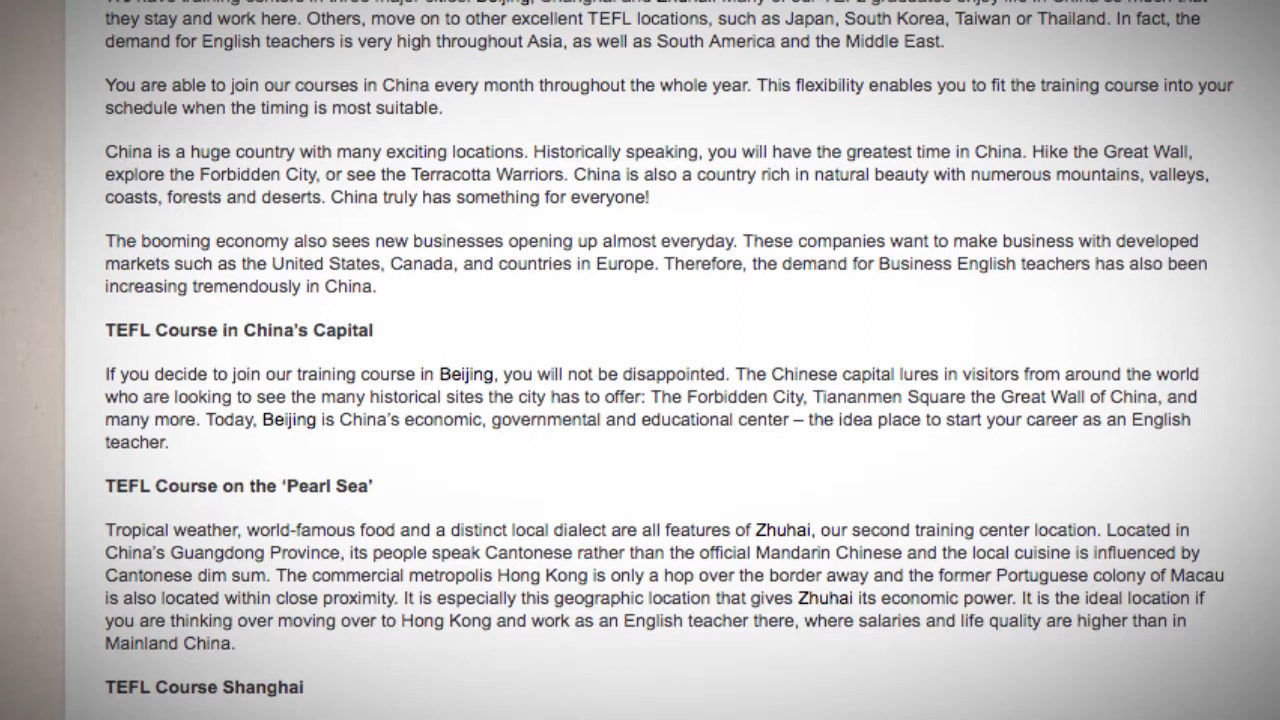 they stay and work here. Others, move on to other excellent TEFL locations, such as Japan, South Korea, Taiwan or Thailand. In fact, the
demand for English teachers is very high throughout Asia, as well as South America and the Middle East.
You are able to join our courses in China every month throughout the whole year. This flexibility enables you to fit the training course into your
schedule when the timing is most suitable.
China is a huge country with many exciting locations. Historically speaking, you will have the greatest time in China. Hike the Great Wall,
explore the Forbidden City, or see the Terracotta Warriors. China is also a country rich in natural beauty with numerous mountains, valleys,
coasts, forests and deserts. China truly has something for everyone!
The booming economy also sees new businesses opening up almost everyday. These companies want to make business with developed
markets such as the United States, Canada, and countries in Europe. Therefore, the demand for Business English teachers has also been
increasing tremendously in China.
TEFL Course in China's Capital
If you decide to join our training course in Beijing, you will not be disappointed. The Chinese capital lures in visitors from around the world
who are looking to see the many historical sites the city has to offer: The Forbidden City, Tiananmen Square the Great Wall of China, and
many more. Today, Beijing is China's economic, governmental and educational center – the idea place to start your career as an English
teacher.
TEFL Course on the ‘Pearl Sea’
Tropical weather, world-famous food and a distinct local dialect are all features of Zhuhai, our second training center location. Located in
China's Guangdong Province, its people speak Cantonese rather than the official Mandarin Chinese and the local cuisine is influenced by
Cantonese dim sum. The commercial metropolis Hong Kong is only a hop over the border away and the former Portuguese colony of Macau
is also located within close proximity. It is especially this geographic location that gives Zhuhai its economic power. It is the ideal location if
you are thinking over moving over to Hong Kong and work as an English teacher there, where salaries and life quality are higher than in
Mainland China.
TEFL Course Shanghai